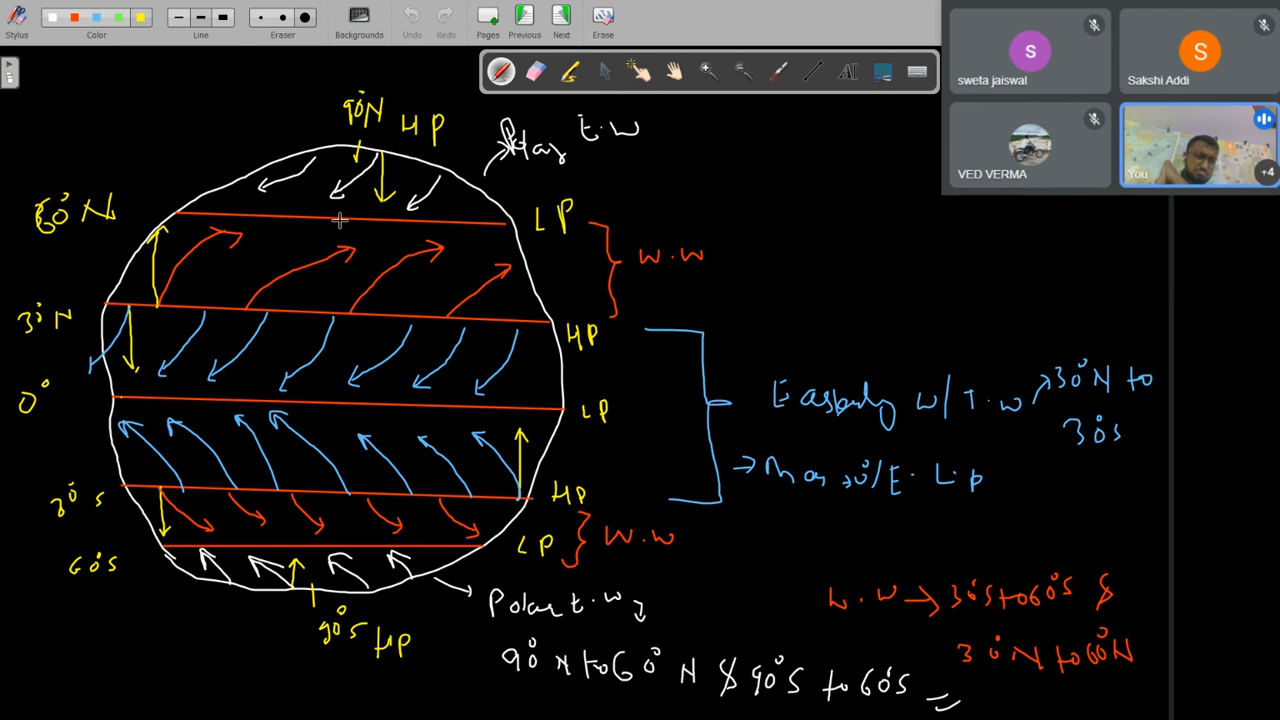 Stylus
Color
Line
Eraser
Backgrounds
Undo
Redo
Pages
Previous
Next
Erase
S
sweta jaiswal
S
Sakshi Addi
VED VERMA
You
+4
90°N HP
E.W
60°N
LP
W.W
30°N
HP
0°
LP
W/T.W → 30°N to
30°S
30°S
HP
→ 0°/E. L.P
60°S
LP
W.W
90°S HP
Polar E.W
W.W → 30°S to 60°S &
30°N to 60°N
90°N to 60°N & 90°S to 60°S